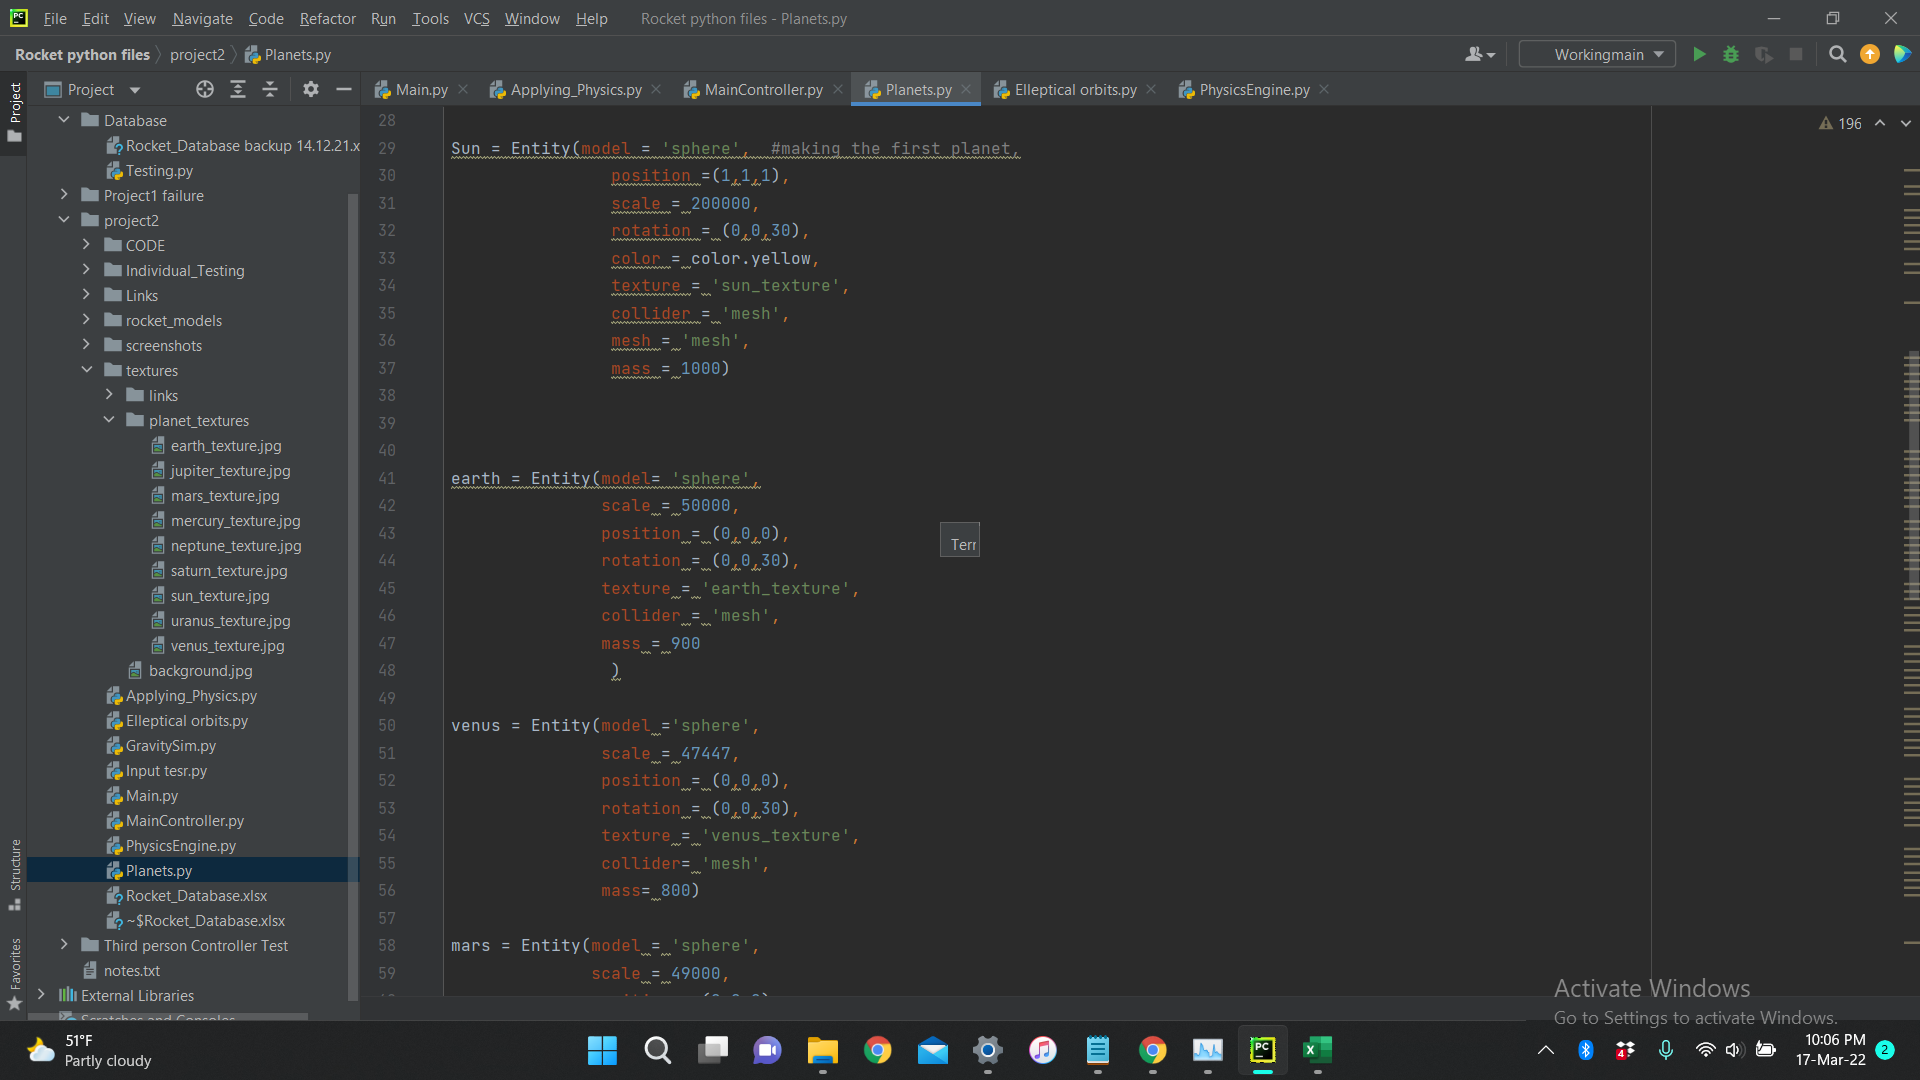 File Edit View Navigate Code Refactor Run Tools VCS Window Help Rocket python files - Planets.py
Rocket python files project2 Planets.py Workingmain
Project
Main.py Applying_Physics.py MainController.py Planets.py Elleptical orbits.py PhysicsEngine.py
Project
Database
Rocket_Database backup 14.12.21.x
Testing.py
Project1 failure
project2
CODE
Individual_Testing
Links
rocket_models
screenshots
textures
links
planet_textures
earth_texture.jpg
jupiter_texture.jpg
mars_texture.jpg
mercury_texture.jpg
neptune_texture.jpg
saturn_texture.jpg
sun_texture.jpg
uranus_texture.jpg
venus_texture.jpg
background.jpg
Applying_Physics.py
Elleptical orbits.py
GravitySim.py
Input tesr.py
Main.py
MainController.py
PhysicsEngine.py
Planets.py
Rocket_Database.xlsx
~$Rocket_Database.xlsx
Third person Controller Test
notes.txt
External Libraries
Scratches and Consoles
Structure
Favorites
196
28
29 Sun = Entity(model = 'sphere', #making the first planet,
30 position =(1,1,1),
31 scale = 200000,
32 rotation = (0,0,30),
33 color = color.yellow,
34 texture = 'sun_texture',
35 collider = 'mesh',
36 mesh = 'mesh',
37 mass = 1000)
38
39
40
41 earth = Entity(model= 'sphere',
42 scale = 50000,
43 position = (0,0,0),
44 rotation = (0,0,30),
45 texture = 'earth_texture',
46 collider = 'mesh',
47 mass = 900
48 )
49
50 venus = Entity(model ='sphere',
51 scale = 47447,
52 position = (0,0,0),
53 rotation = (0,0,30),
54 texture = 'venus_texture',
55 collider= 'mesh',
56 mass= 800)
57
58 mars = Entity(model = 'sphere',
59 scale = 49000,
Terr
Activate Windows
Go to Settings to activate Windows.
51°F
Partly cloudy
PC
4
10:06 PM
17-Mar-22
2